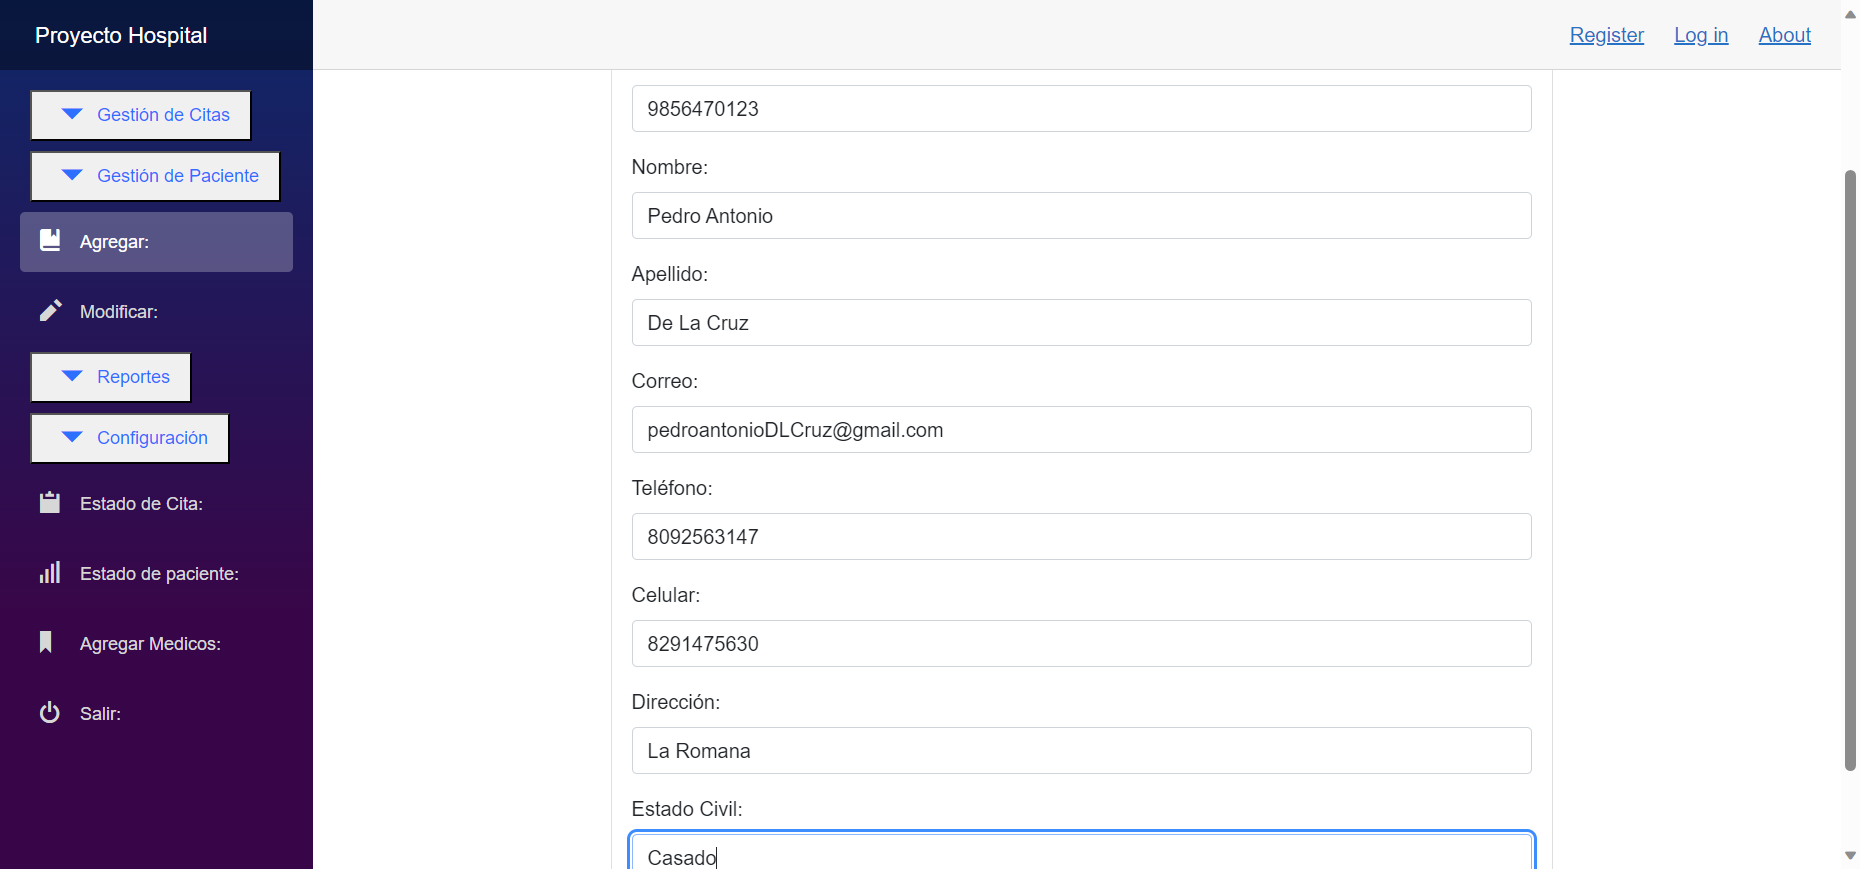 Proyecto Hospital
Register Log in About
Gestión de Citas
Gestión de Paciente
Agregar:
Modificar:
Reportes
Configuración
Estado de Cita:
Estado de paciente:
Agregar Medicos:
Salir:
9856470123
Nombre:
Pedro Antonio
Apellido:
De La Cruz
Correo:
pedroantonioDLCruz@gmail.com
Teléfono:
8092563147
Celular:
8291475630
Dirección:
La Romana
Estado Civil:
Casado